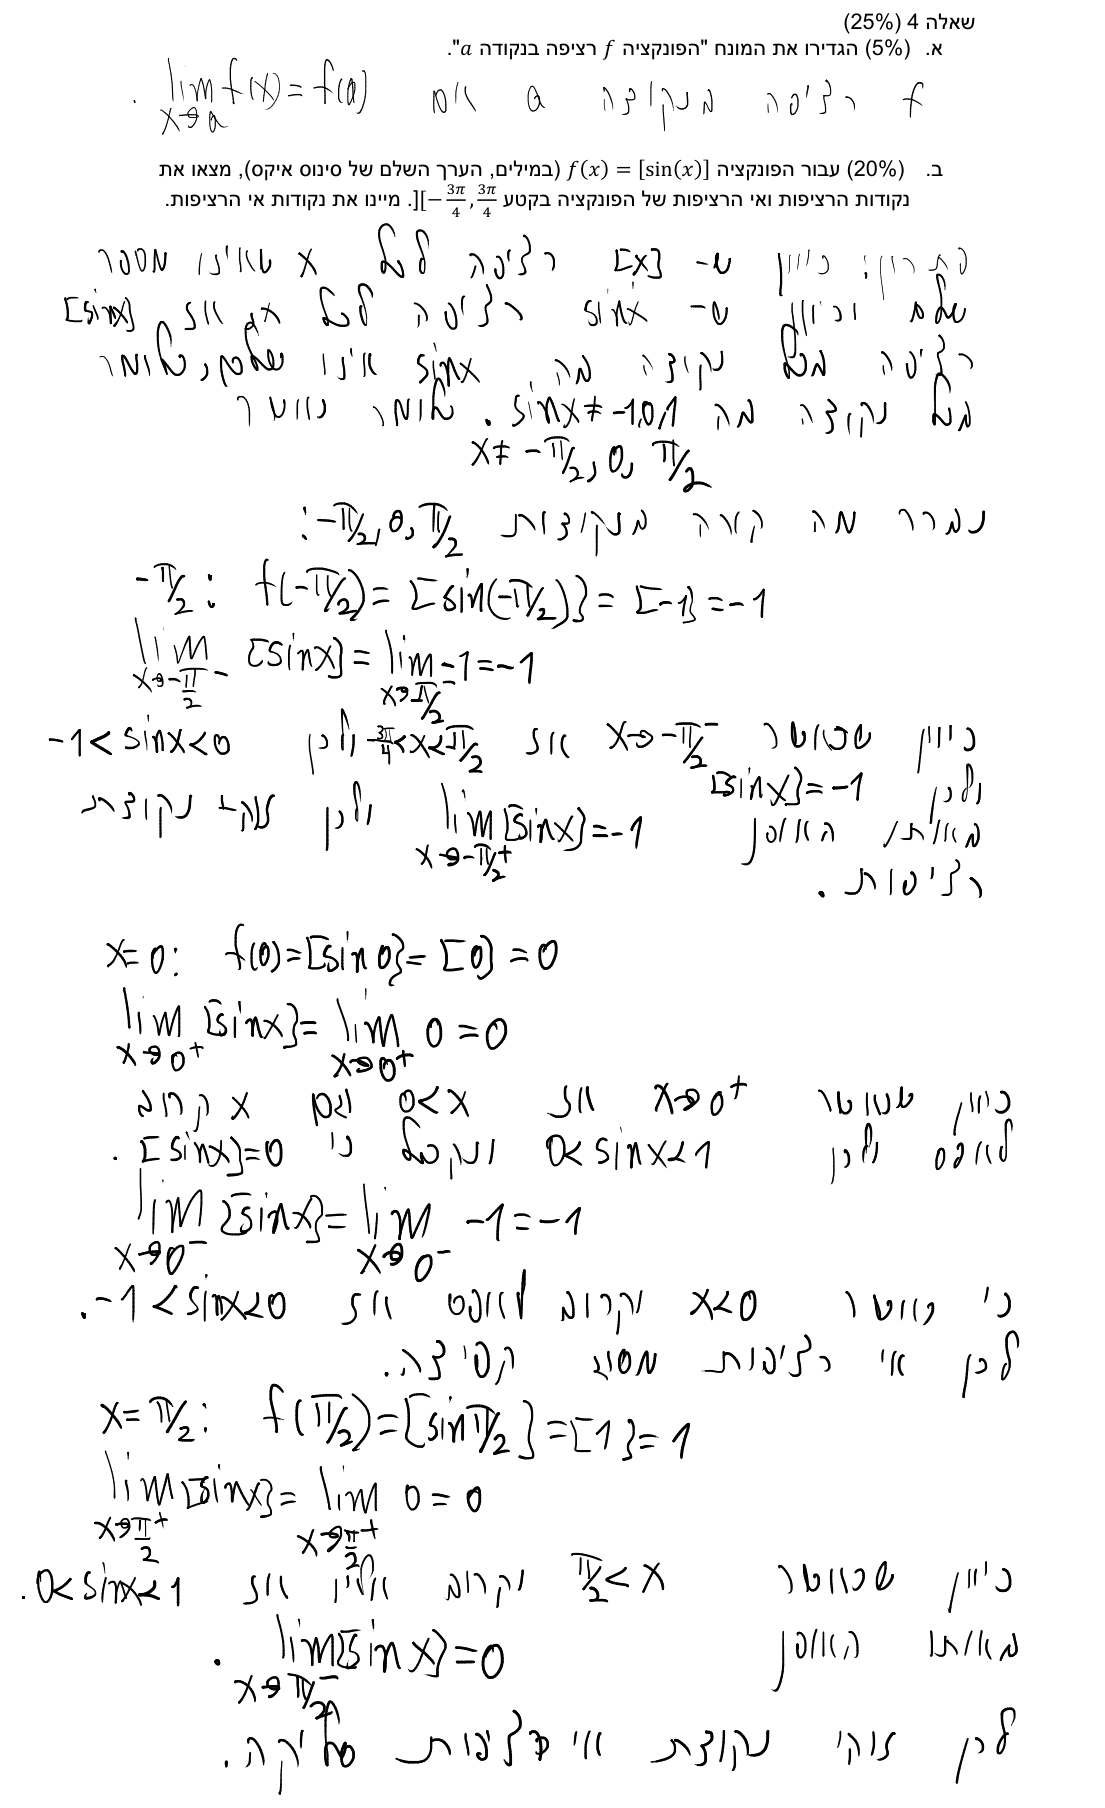 שאלה 4 (25%)
א. (5%) הגדירו את המונח "הפונקציה f רציפה בנקודה a".
f רציפה בנקודה a אם lim f(x) = f(a) .
x→a
ב. (20%) עבור הפונקציה f(x) = [sin(x)] (במילים, הערך השלם של סינוס איקס), מצאו את
נקודות הרציפות ואי הרציפות של הפונקציה בקטע [−3π/4, 3π/4]. מיינו את נקודות אי הרציפות.
פתרון: כיוון ש- [x] רציפה לכל x שאינו מספר
שלם וכיוון ש- sinx רציפה לכל x, אז [sinx]
רציפה בכל נקודה בה sinx אינו שלם, כלומר
בכל נקודה בה sinx ≠ -1,0,1 . כלומר כאשר
x ≠ -π/2, 0, π/2
נברר מה קורה בנקודות -π/2, 0, π/2 :
-π/2 : f(-π/2) = [sin(-π/2)] = [-1] = -1
lim [sinx] = lim -1 = -1
x→-π/2⁻ x→-π/2⁻
כיוון שכאשר x→-π/2⁻ אז -3π/4<x<-π/2 ולכן -1<sinx<0
ולכן [sinx] = -1
באותו האופן lim [sinx] = -1 ולכן זוהי נקודת
x→-π/2⁺
רציפות .
x=0: f(0) = [sin0] = [0] = 0
lim [sinx] = lim 0 = 0
x→0⁺ x→0⁺
כיוון שכאשר x→0⁺ אז 0<x וגם x קרוב
לאפס ולכן 0<sinx<1 ונקבל כי [sinx]=0 .
lim [sinx] = lim -1 = -1
x→0⁻ x→0⁻
כי כאשר x<0 וקרוב לאפס אז -1<sinx<0 .
לכן אי רציפות מסוג קפיצה.
x=π/2 : f(π/2) = [sinπ/2] = [1] = 1
lim [sinx] = lim 0 = 0
x→π/2⁺ x→π/2⁺
כיוון שכאשר π/2<x וקרוב אליו אז 0<sinx<1 .
באותו האופן lim[sinx] = 0 .
x→π/2⁻
לכן זוהי נקודת אי רציפות סליקה.